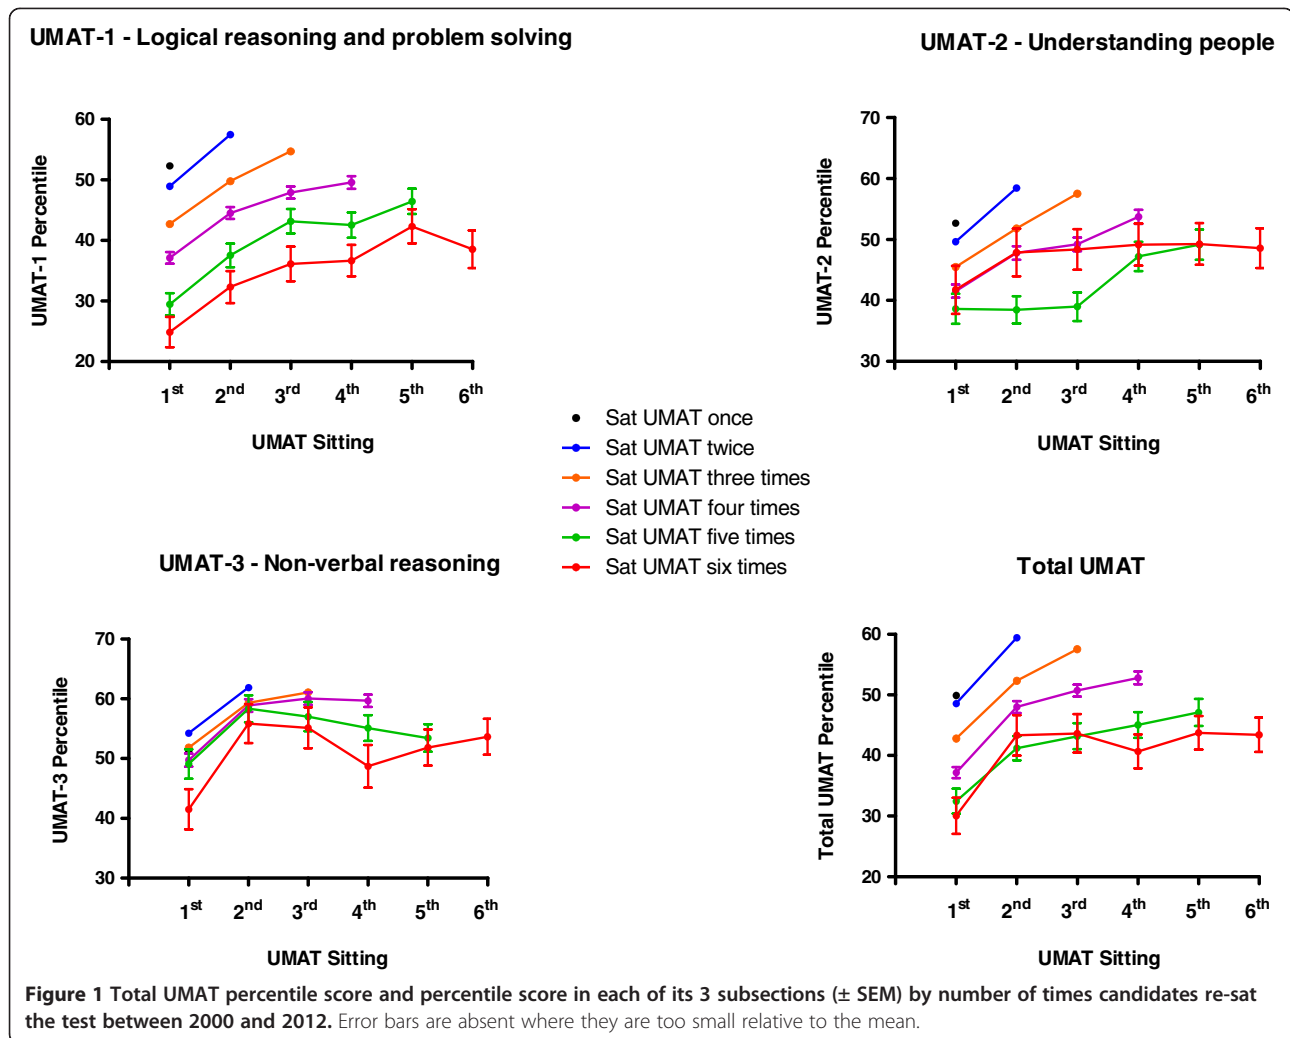 UMAT-1 - Logical reasoning and problem solving
UMAT-1 Percentile
60
50
40
30
20
1st 2nd 3rd 4th 5th 6th
UMAT Sitting
UMAT-2 - Understanding people
UMAT-2 Percentile
70
60
50
40
30
1st 2nd 3rd 4th 5th 6th
UMAT Sitting
Sat UMAT once
Sat UMAT twice
Sat UMAT three times
Sat UMAT four times
Sat UMAT five times
Sat UMAT six times
UMAT-3 - Non-verbal reasoning
UMAT-3 Percentile
70
60
50
40
30
1st 2nd 3rd 4th 5th 6th
UMAT Sitting
Total UMAT
Total UMAT Percentile
60
50
40
30
20
1st 2nd 3rd 4th 5th 6th
UMAT Sitting
Figure 1 Total UMAT percentile score and percentile score in each of its 3 subsections (± SEM) by number of times candidates re-sat
the test between 2000 and 2012. Error bars are absent where they are too small relative to the mean.